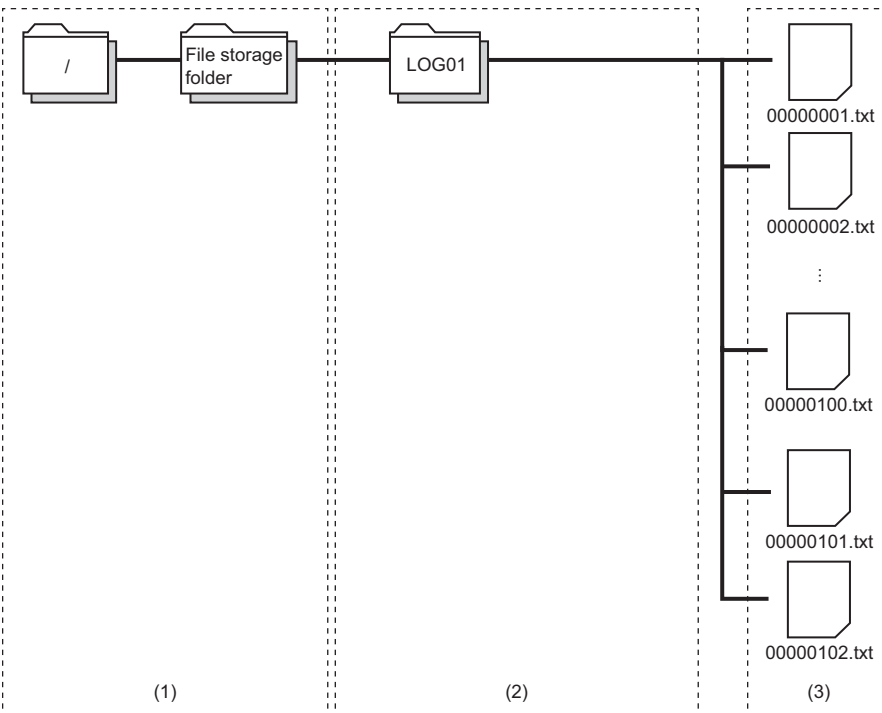 /
File storage
folder
LOG01
00000001.txt
00000002.txt
⋮
00000100.txt
00000101.txt
00000102.txt
(1)
(2)
(3)